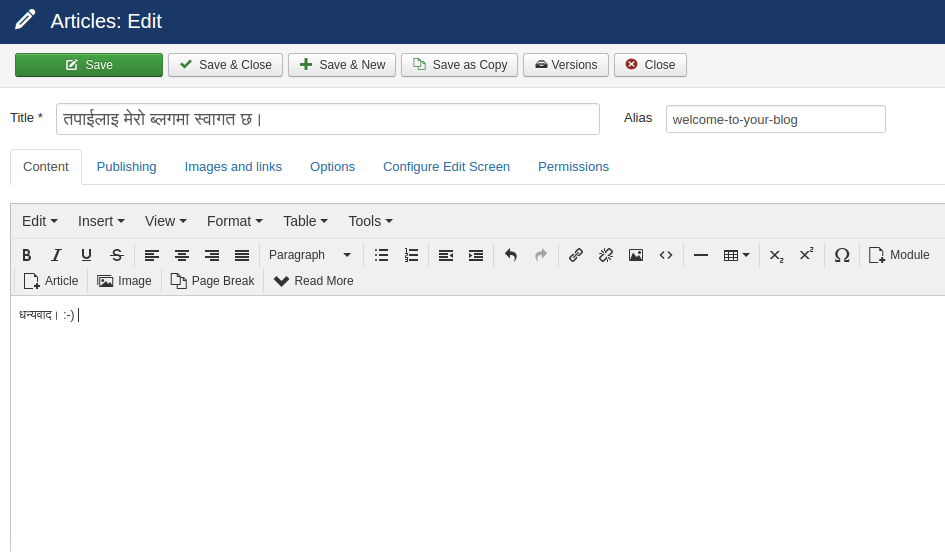 Articles: Edit
Save Save & Close Save & New Save as Copy Versions Close
Title * तपाईलाइ मेरो ब्लगमा स्वागत छ। Alias welcome-to-your-blog
Content Publishing Images and links Options Configure Edit Screen Permissions
Edit Insert View Format Table Tools
B I U S Paragraph Ω Module
Article Image Page Break Read More
धन्यवाद। :-)